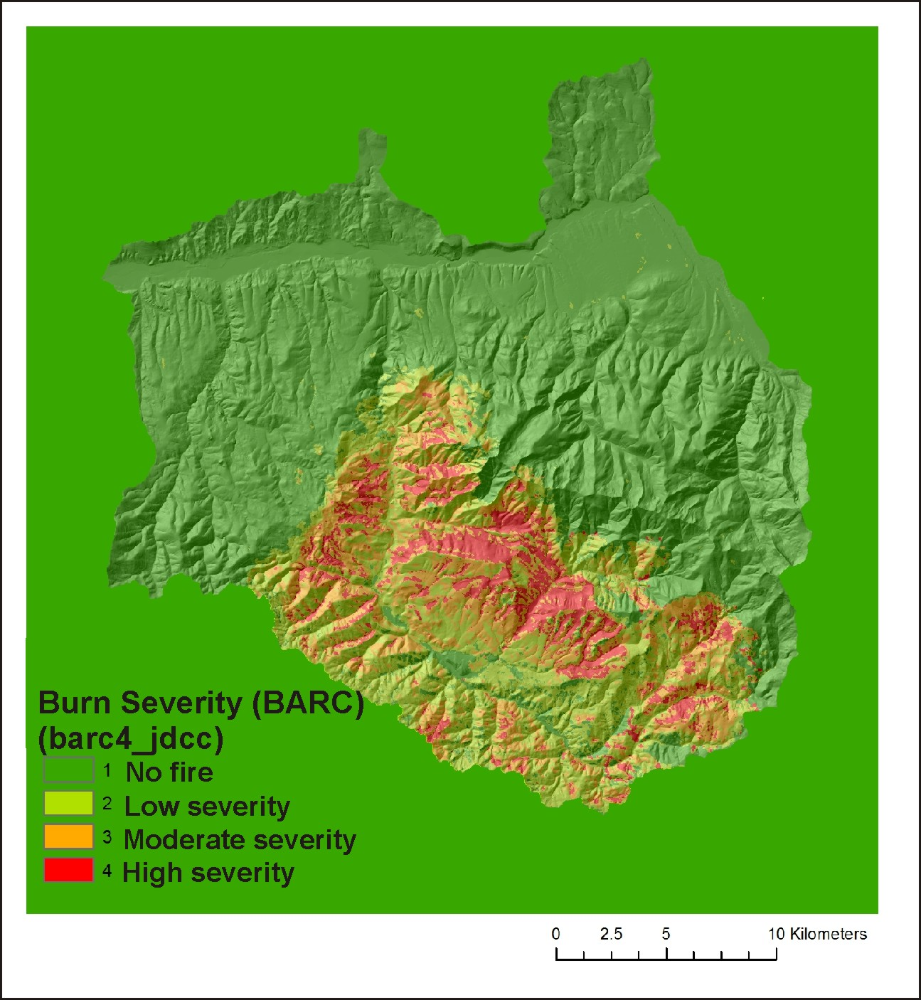 Burn Severity (BARC)
(barc4_jdcc)
1 No fire
2 Low severity
3 Moderate severity
4 High severity
0 2.5 5 10 Kilometers